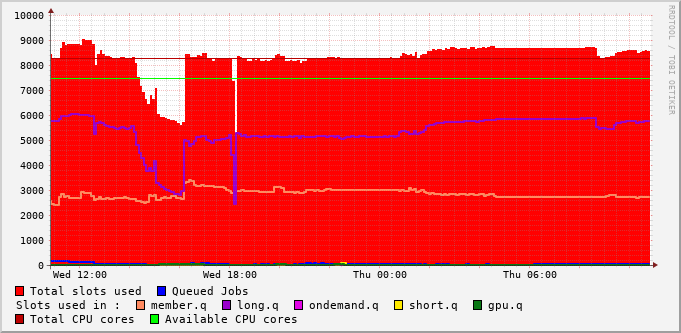 10000
9000
8000
7000
6000
5000
4000
3000
2000
1000
0
Wed 12:00 Wed 18:00 Thu 00:00 Thu 06:00
RRDTOOL / TOBI OETIKER
Total slots used Queued Jobs
Slots used in : member.q long.q ondemand.q short.q gpu.q
Total CPU cores Available CPU cores